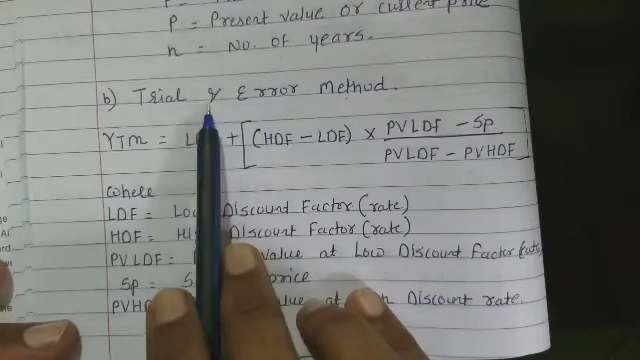 P = Present value or current price
n = No. of years.
b) Trial & Error Method.
YTM = + [(HDF - LDF) × PVLDF - SP / PVLDF - PVHDF]
where
LDF = Low Discount Factor (rate)
HDF = Discount Factor (rate)
PVLDF = Value at Low Discount Factor (rate)
SP = price
at Discount rate.